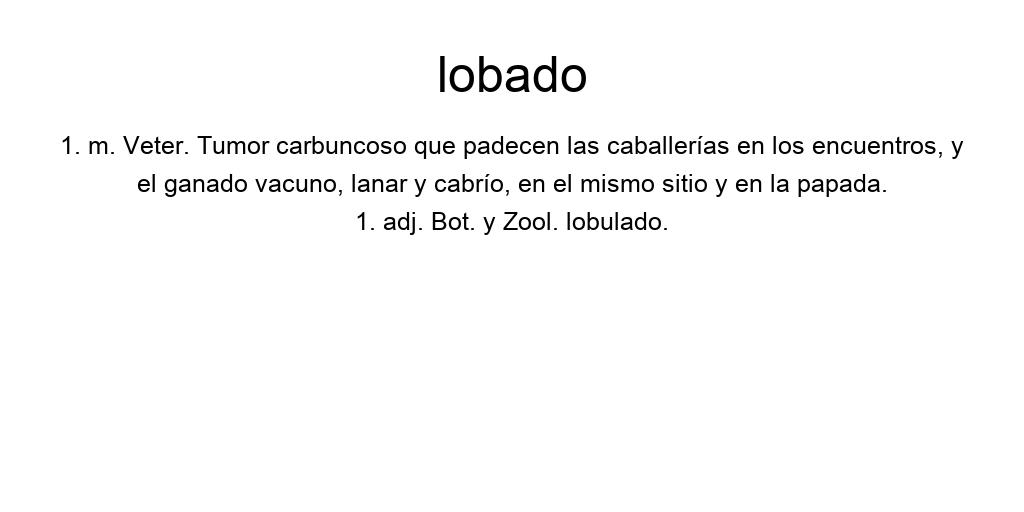 lobado
1. m. Veter. Tumor carbuncoso que padecen las caballerías en los encuentros, y
el ganado vacuno, lanar y cabrío, en el mismo sitio y en la papada.
1. adj. Bot. y Zool. lobulado.